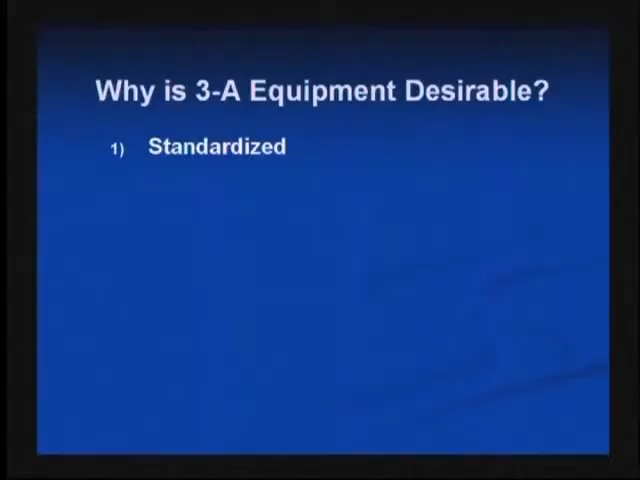 Why is 3-A Equipment Desirable?
1) Standardized